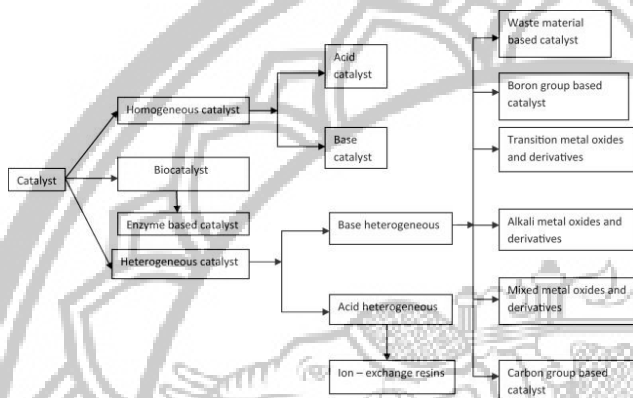 Waste material
based catalyst
Acid
catalyst
Boron group based
catalyst
Homogeneous catalyst
Transition metal oxides
and derivatives
Base
catalyst
Biocatalyst
Catalyst
Enzyme based catalyst
Base heterogeneous
Alkali metal oxides and
derivatives
Heterogeneous catalyst
Mixed metal oxides and
derivatives
Acid heterogeneous
Ion – exchange resins
Carbon group based
catalyst